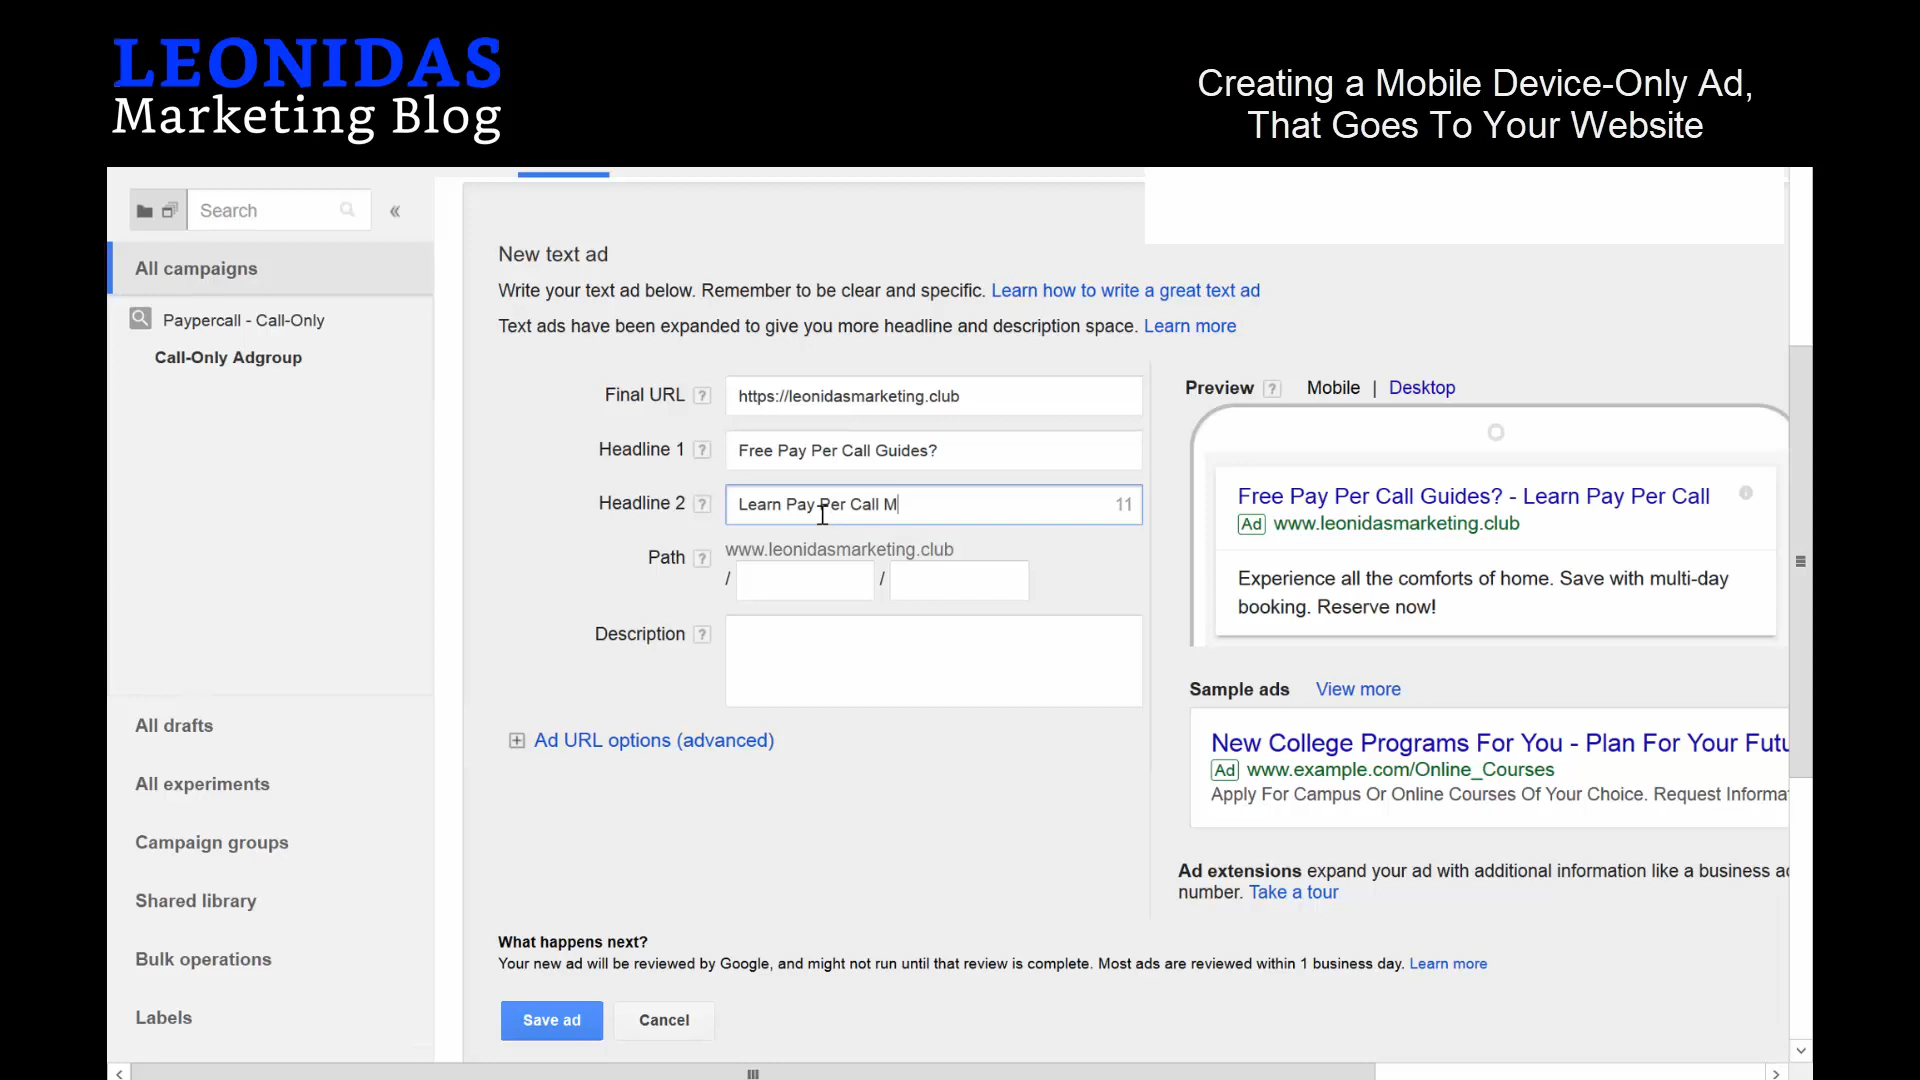 LEONIDAS
Marketing Blog
Creating a Mobile Device-Only Ad,
That Goes To Your Website
Search
«
All campaigns
Paypercall - Call-Only
Call-Only Adgroup
All drafts
All experiments
Campaign groups
Shared library
Bulk operations
Labels
New text ad
Write your text ad below. Remember to be clear and specific. Learn how to write a great text ad
Text ads have been expanded to give you more headline and description space. Learn more
Final URL ? https://leonidasmarketing.club
Headline 1 ? Free Pay Per Call Guides?
Headline 2 ? Learn Pay Per Call M 11
Path ? www.leonidasmarketing.club
/ /
Description ?
Ad URL options (advanced)
Preview ? Mobile | Desktop
Free Pay Per Call Guides? - Learn Pay Per Call
Ad www.leonidasmarketing.club
Experience all the comforts of home. Save with multi-day
booking. Reserve now!
Sample ads View more
New College Programs For You - Plan For Your Futu
Ad www.example.com/Online_Courses
Apply For Campus Or Online Courses Of Your Choice. Request Informa
Ad extensions expand your ad with additional information like a business ad
number. Take a tour
What happens next?
Your new ad will be reviewed by Google, and might not run until that review is complete. Most ads are reviewed within 1 business day. Learn more
Save ad Cancel